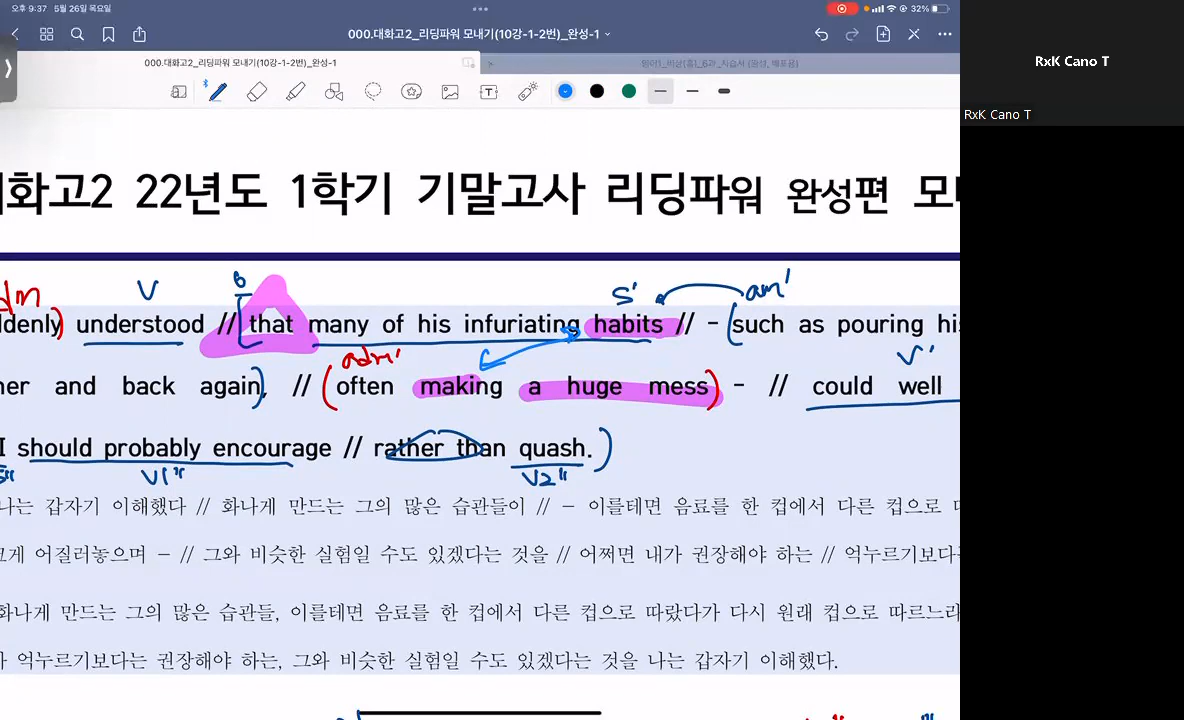 오후 9:37 5월 26일 목요일
32%
000.대화고2_리딩파워 모내기(10강-1-2번)_완성-1
RxK Cano T
000.대화고2_리딩파워 모내기(10강-1-2번)_완성-1
RxK Cano T
대화고2 22년도 1학기 기말고사 리딩파워 완성편 모
V
S'
am'
ddenly) understood // [that many of his infuriating habits // - (such as pouring his
adm'
V'
her and back again), // (often making a huge mess) - // could well
I should probably encourage // rather than quash.)
S" V1" V2"
나는 갑자기 이해했다 // 화나게 만드는 그의 많은 습관들이 // - 이를테면 음료를 한 컵에서 다른 컵으로
크게 어질러놓으며 - // 그와 비슷한 실험일 수도 있겠다는 것을 // 어쩌면 내가 권장해야 하는 // 억누르기보다
화나게 만드는 그의 많은 습관들, 이를테면 음료를 한 컵에서 다른 컵으로 따랐다가 다시 원래 컵으로 따르느라
억누르기보다는 권장해야 하는, 그와 비슷한 실험일 수도 있겠다는 것을 나는 갑자기 이해했다.